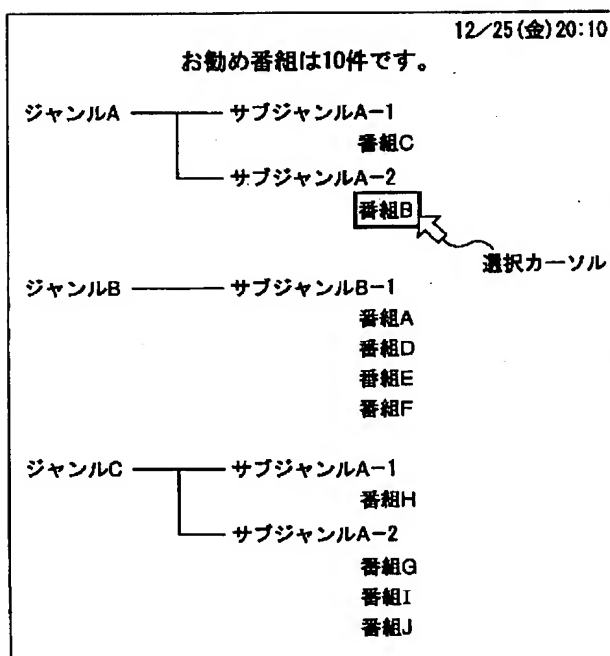 12/25(金)20:10
お勧め番組は10件です。
ジャンルA サブジャンルA-1
番組C
サブジャンルA-2
番組B
選択カーソル
ジャンルB サブジャンルB-1
番組A
番組D
番組E
番組F
ジャンルC サブジャンルA-1
番組H
サブジャンルA-2
番組G
番組I
番組J